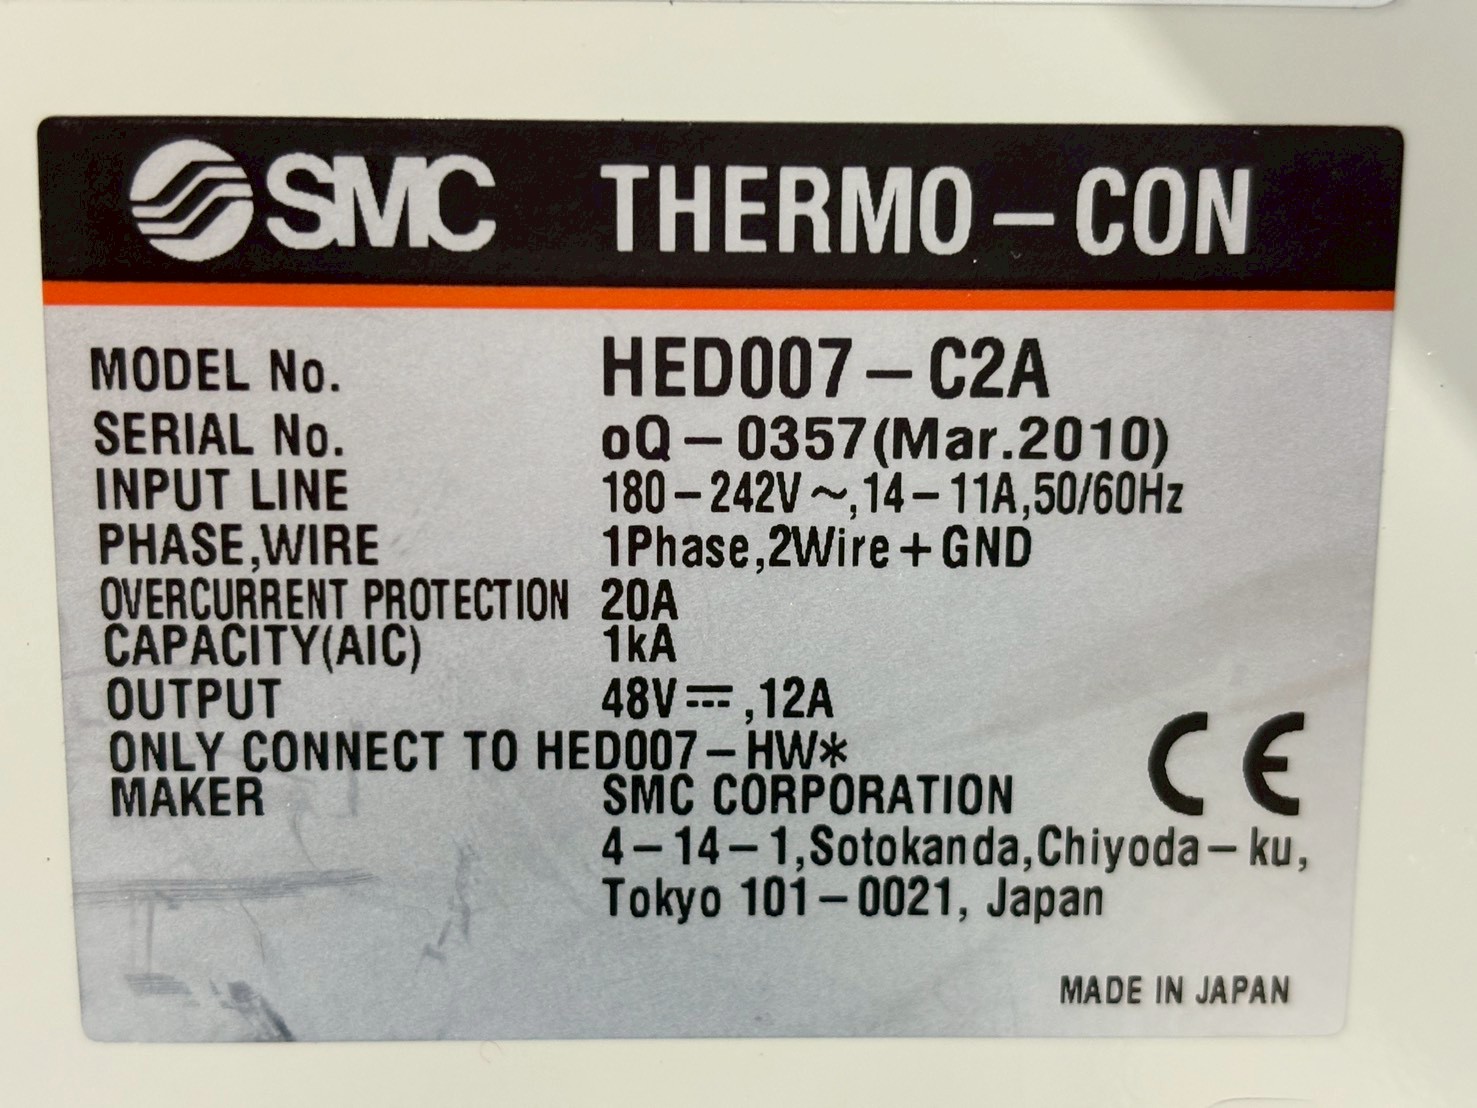 SMC THERMO-CON
MODEL No. HED007-C2A
SERIAL No. oQ-0357(Mar.2010)
INPUT LINE 180-242V~,14-11A,50/60Hz
PHASE,WIRE 1Phase,2Wire+GND
OVERCURRENT PROTECTION 20A
CAPACITY(AIC) 1kA
OUTPUT 48V⎓,12A
ONLY CONNECT TO HED007-HW*
MAKER SMC CORPORATION
4-14-1,Sotokanda,Chiyoda-ku,
Tokyo 101-0021, Japan
CE
MADE IN JAPAN